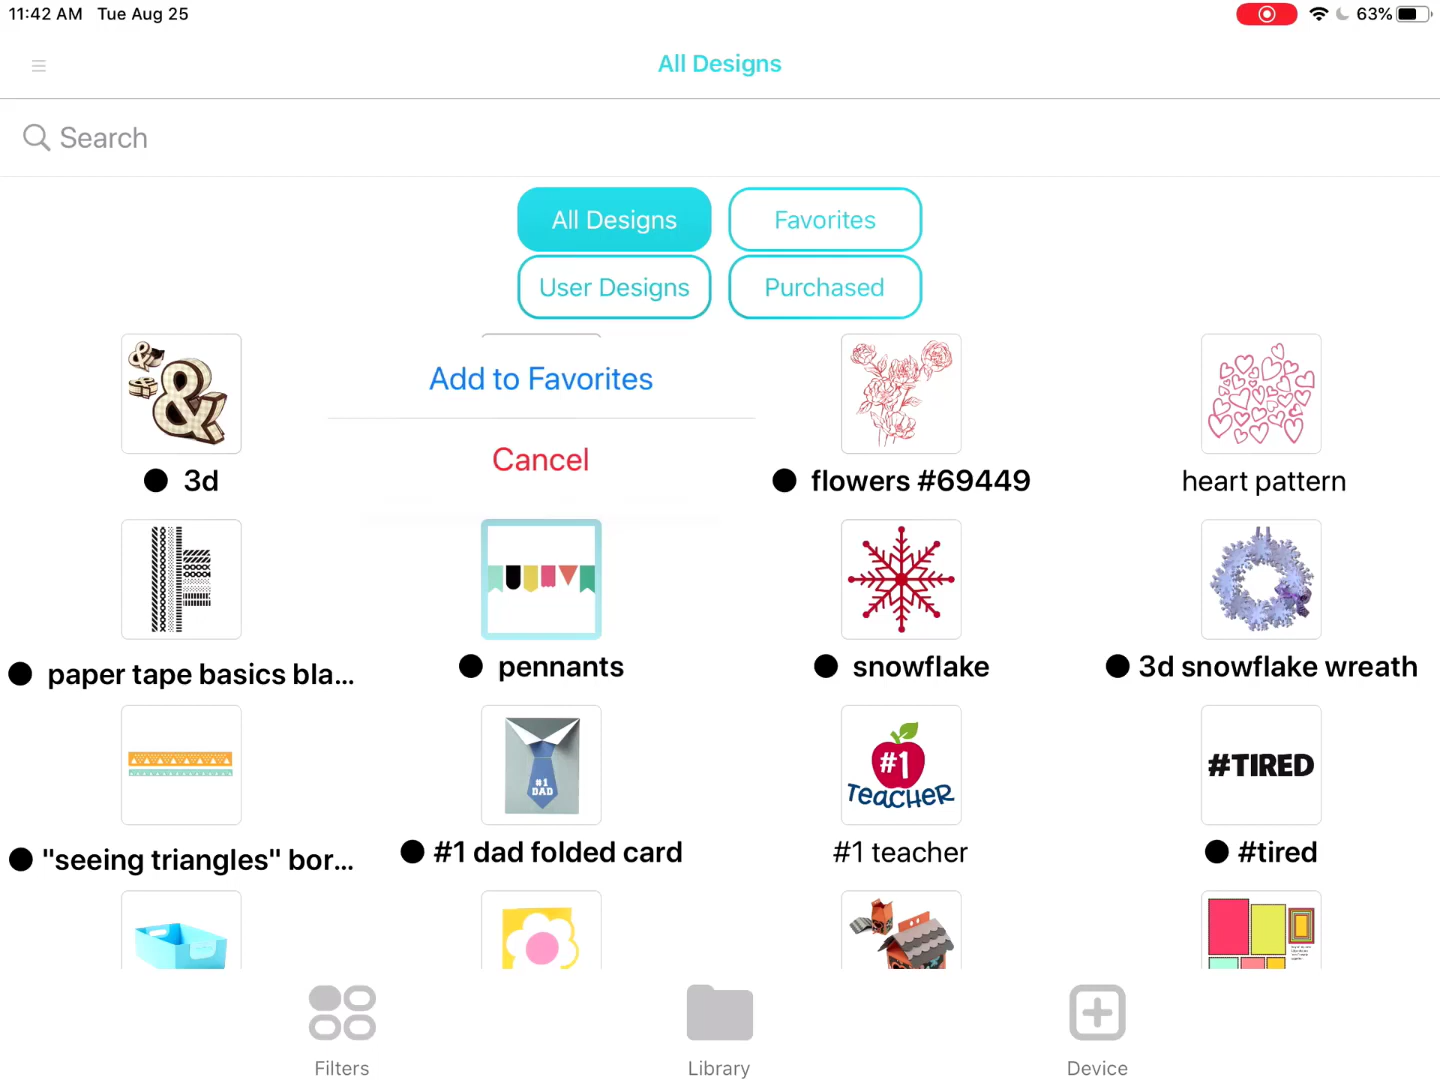 11:42 AM Tue Aug 25
63%
All Designs
Search
All Designs
Favorites
User Designs
Purchased
Add to Favorites
Cancel
3d
flowers #69449
heart pattern
paper tape basics bla...
pennants
snowflake
3d snowflake wreath
#1
DAD
#1
TEACHER
#TIRED
"seeing triangles" bor...
#1 dad folded card
#1 teacher
#tired
Filters
Library
Device